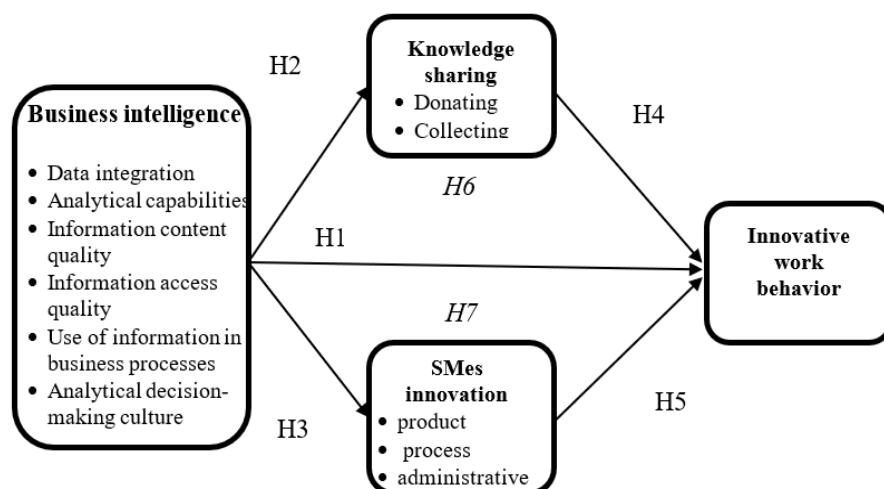 Business intelligence
• Data integration
• Analytical capabilities
• Information content
quality
• Information access
quality
• Use of information in
business processes
• Analytical decision-
making culture
H2
Knowledge
sharing
• Donating
• Collecting
H4
H6
H1
H7
Innovative
work
behavior
H3
SMes
innovation
• product
• process
• administrative
H5